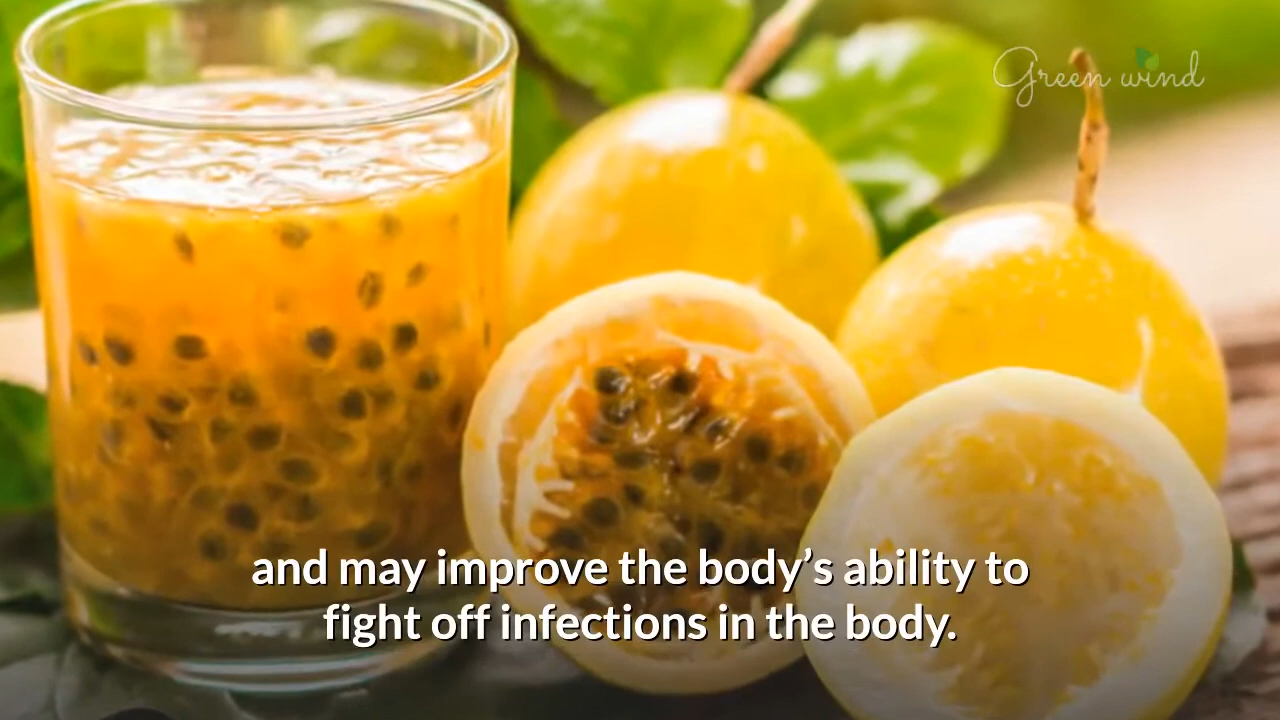 Green wind
and may improve the body’s ability to
fight off infections in the body.